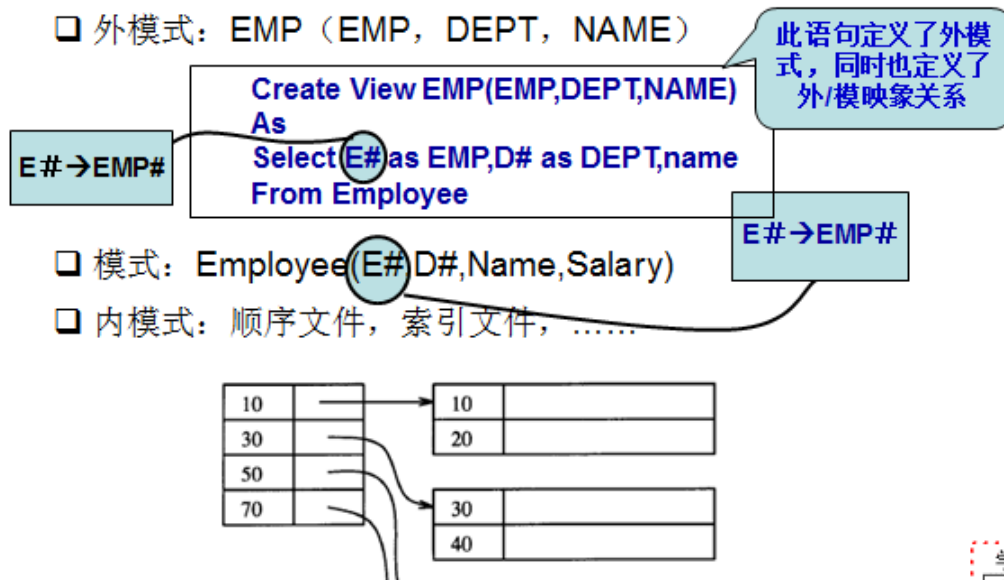 ❑ 外模式：EMP（EMP，DEPT，NAME）
此语句定义了外模
式，同时也定义了
外/模映象关系
Create View EMP(EMP,DEPT,NAME)
As
Select E# as EMP,D# as DEPT,name
From Employee
E#→EMP#
E#→EMP#
❑ 模式：Employee(E#,D#,Name,Salary)
❑ 内模式：顺序文件，索引文件，……
10
30
50
70
10
20
30
40